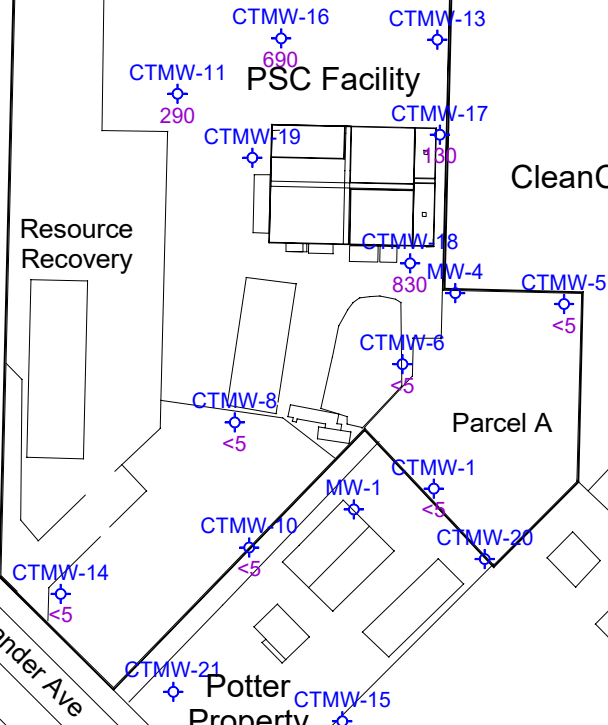 CTMW-16
CTMW-13
690
PSC Facility
CTMW-11
290
CTMW-17
130
CTMW-19
CleanC
Resource
Recovery
CTMW-18
830
MW-4
CTMW-5
<5
CTMW-6
<5
CTMW-8
<5
Parcel A
CTMW-1
<5
MW-1
CTMW-10
<5
CTMW-20
CTMW-14
<5
nder Ave
CTMW-21
Potter
Property
CTMW-15